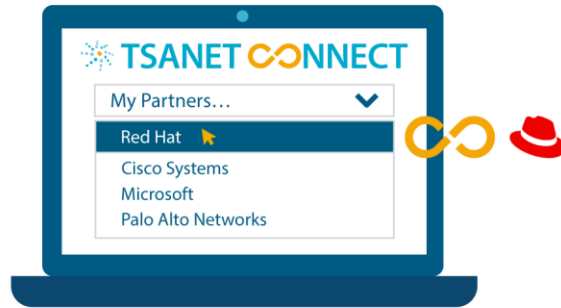 TSANET CONNECT
My Partners...
Red Hat
Cisco Systems
Microsoft
Palo Alto Networks